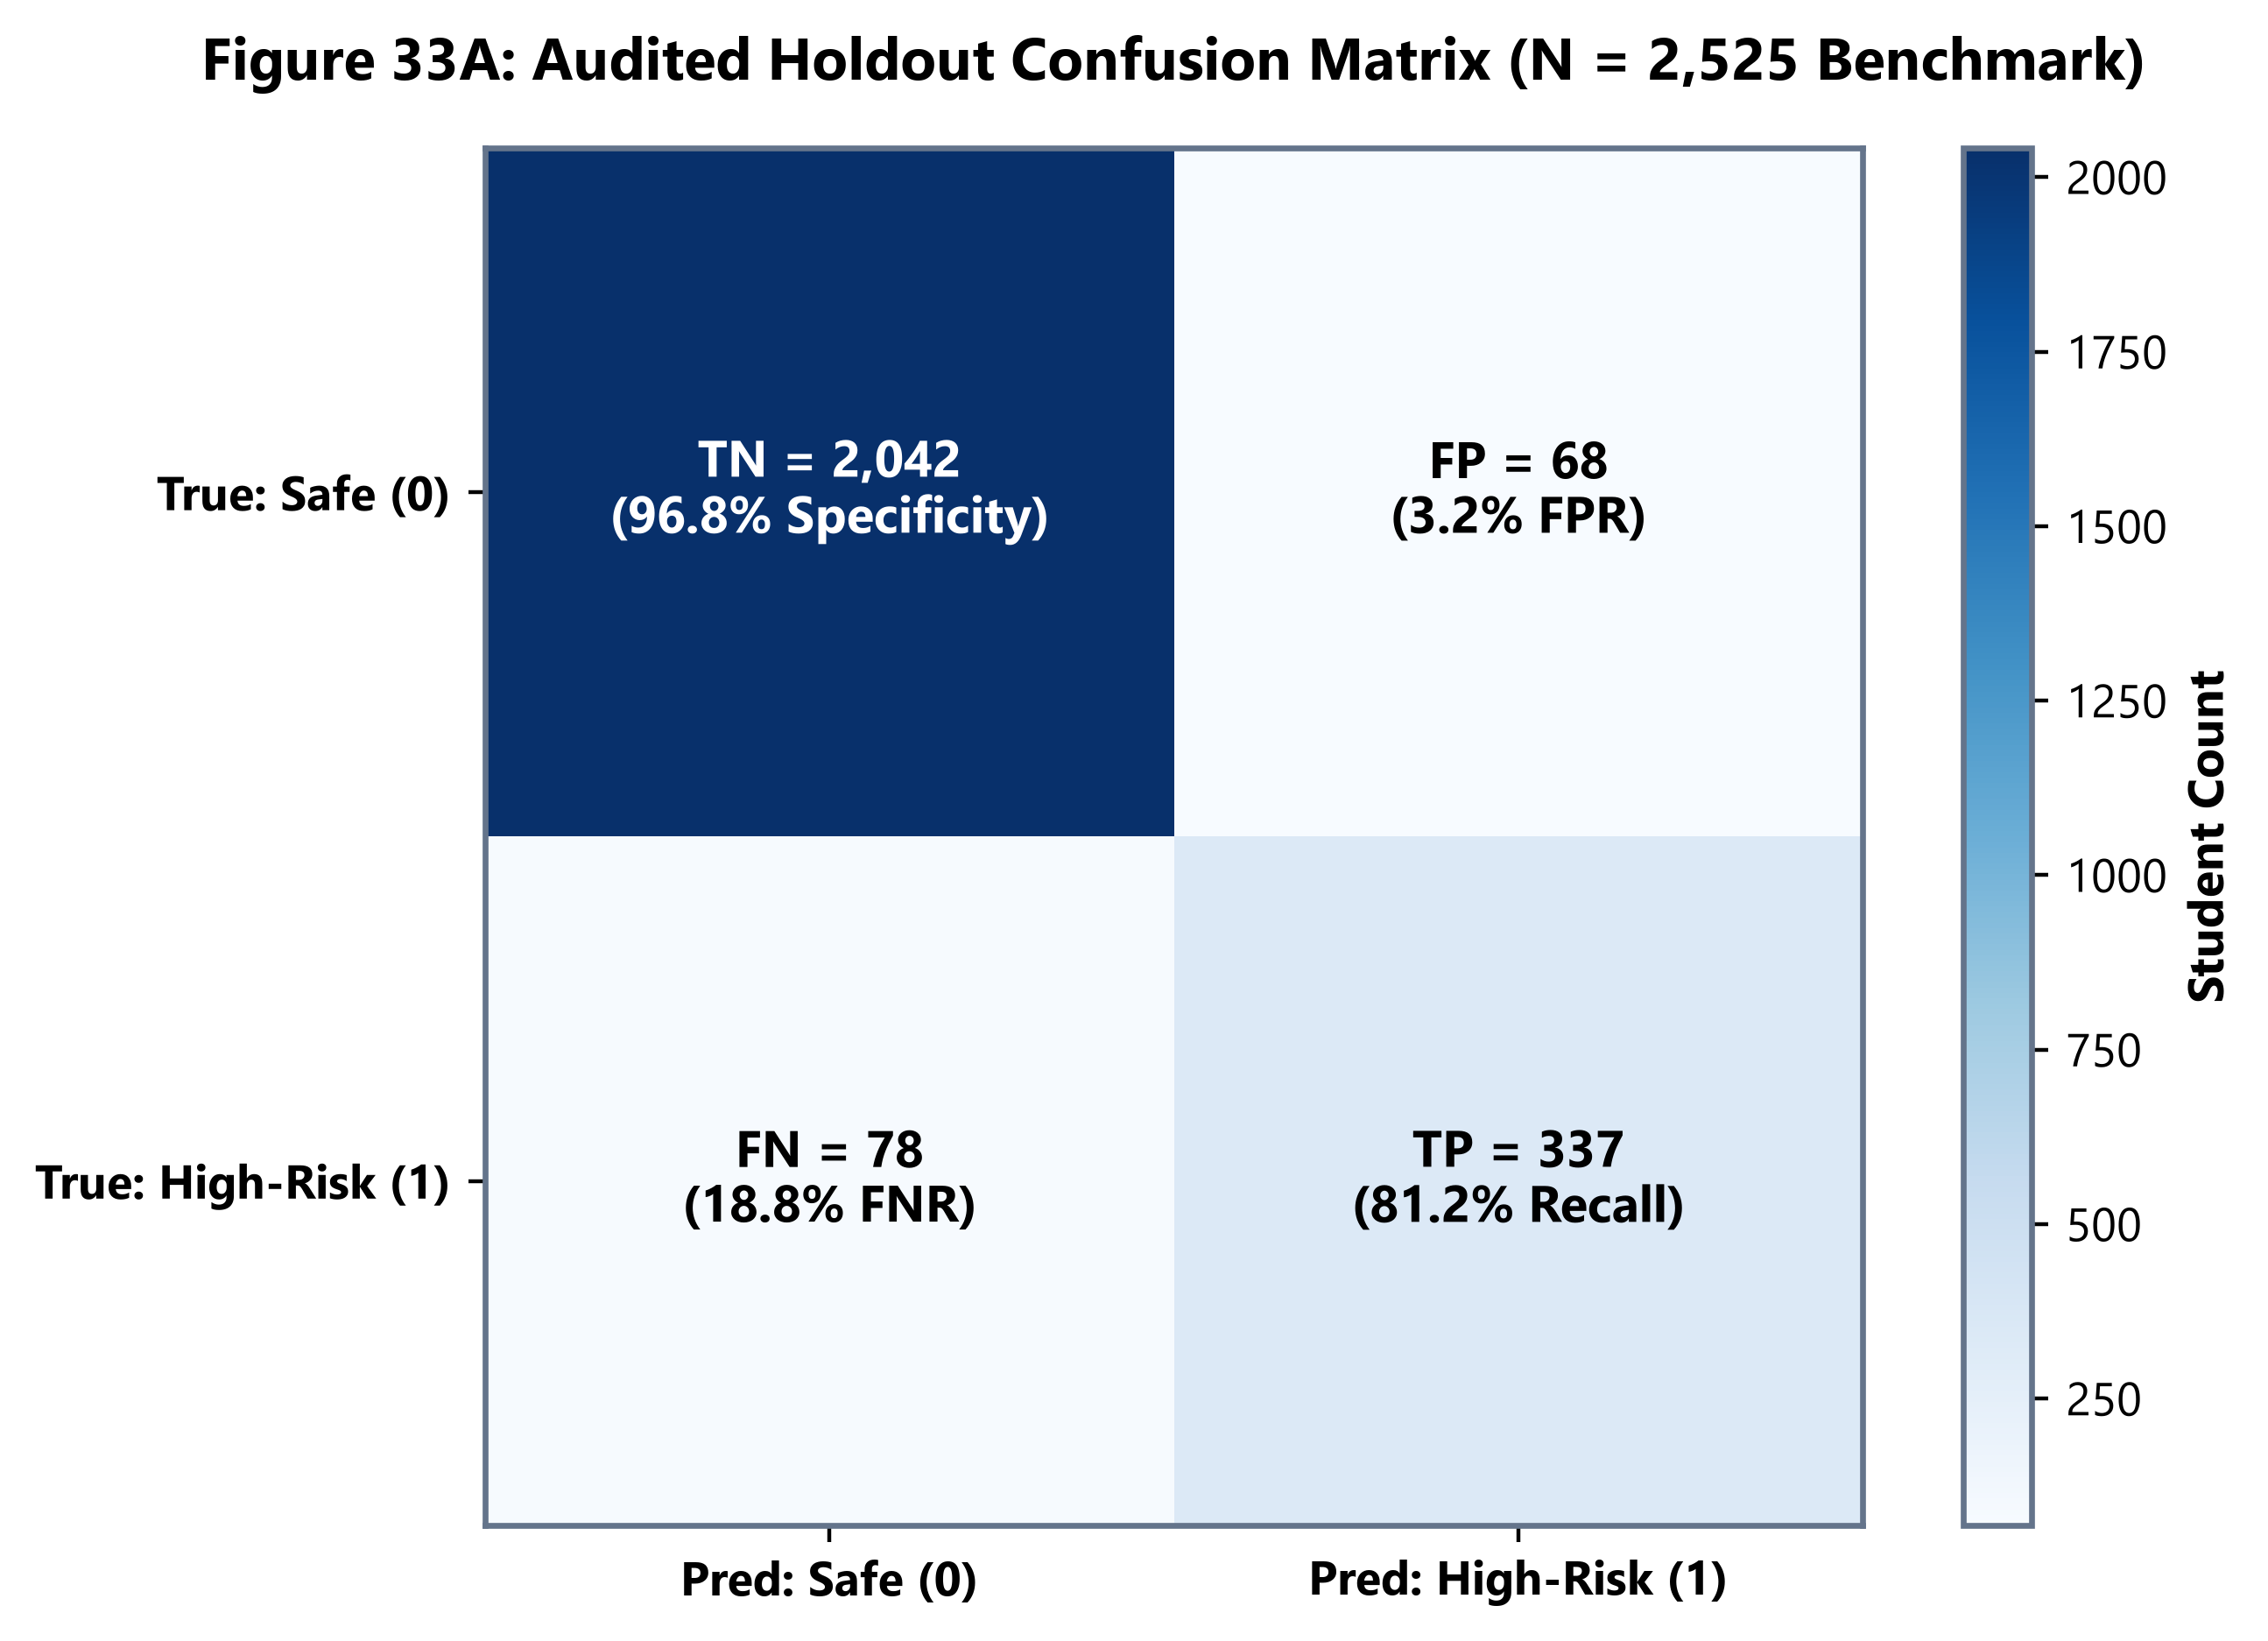 Figure 33A: Audited Holdout Confusion Matrix (N = 2,525 Benchmark)
True: Safe (0)
True: High-Risk (1)
TN = 2,042
(96.8% Specificity)
FP = 68
(3.2% FPR)
FN = 78
(18.8% FNR)
TP = 337
(81.2% Recall)
Pred: Safe (0)
Pred: High-Risk (1)
2000
1750
1500
1250
1000
750
500
250
Student Count